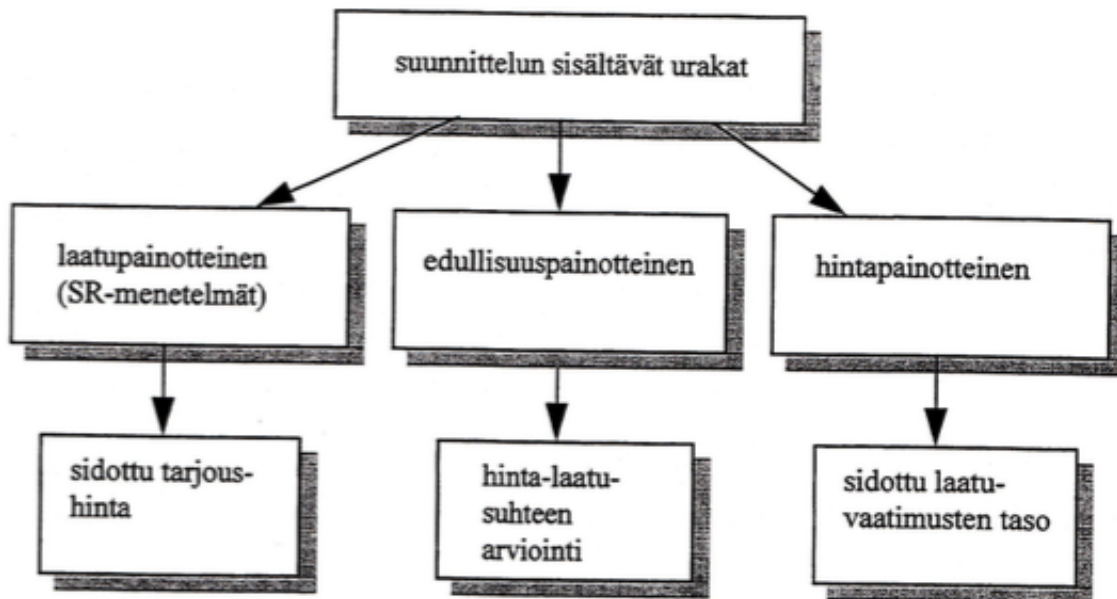 suunnittelun sisältävät urakat
laatupainotteinen
(SR-menetelmät)
edullisuuspainotteinen
hintapainotteinen
sidottu tarjous-
hinta
hinta-laatu-
suhteen
arviointi
sidottu laatu-
vaatimusten taso